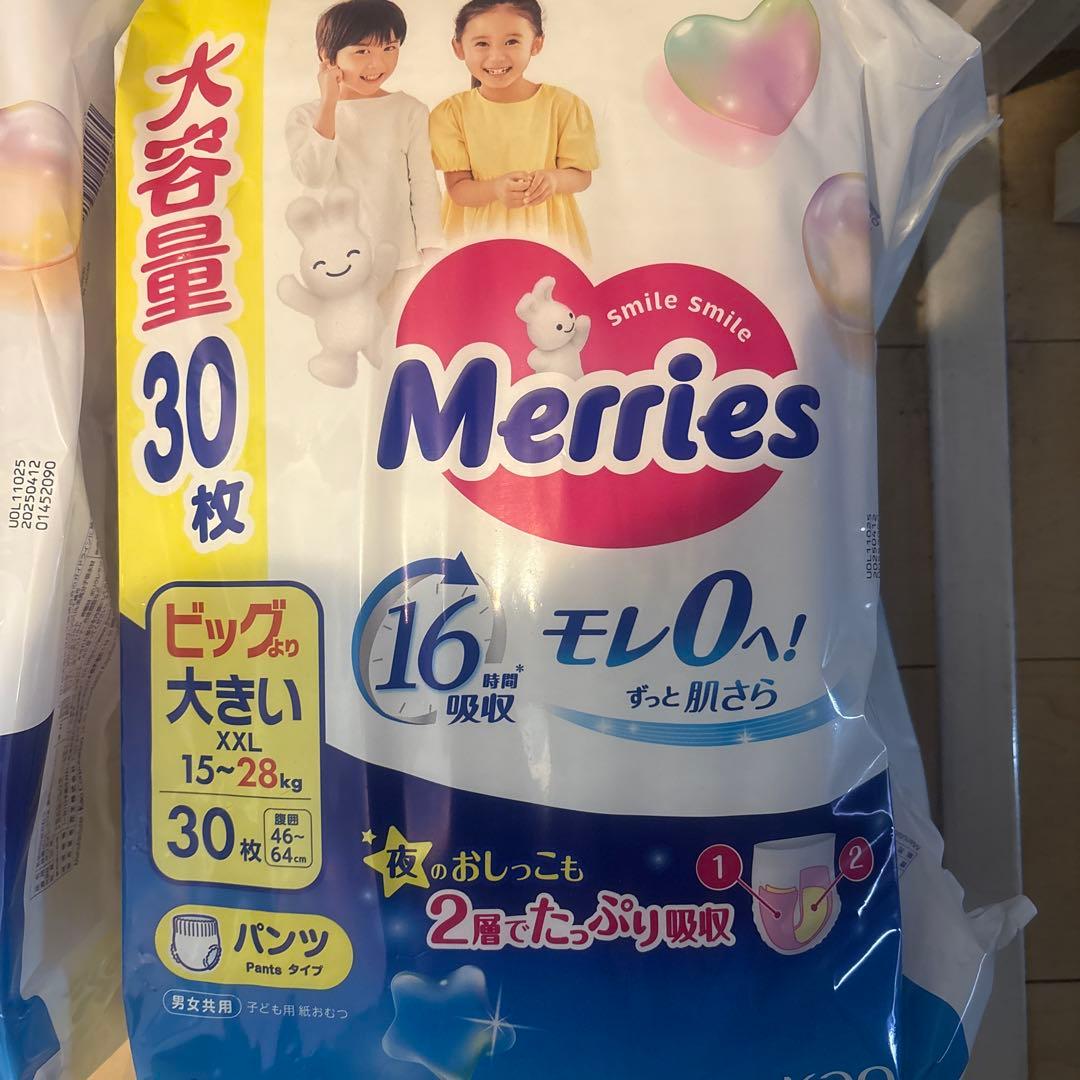 大容量
30
枚
smile smile
Merries
UOL11025
20250412
01452090
UOL11025
20250412
16
時間*
吸収
モレ0へ!
ずっと肌さら
ビッグより
大きい
XXL
15~28kg
30枚
腹囲
46~
64cm
夜のおしっこも
2層でたっぷり吸収
1
2
パンツ
Pants タイプ
男女共用 子ども用 紙おむつ